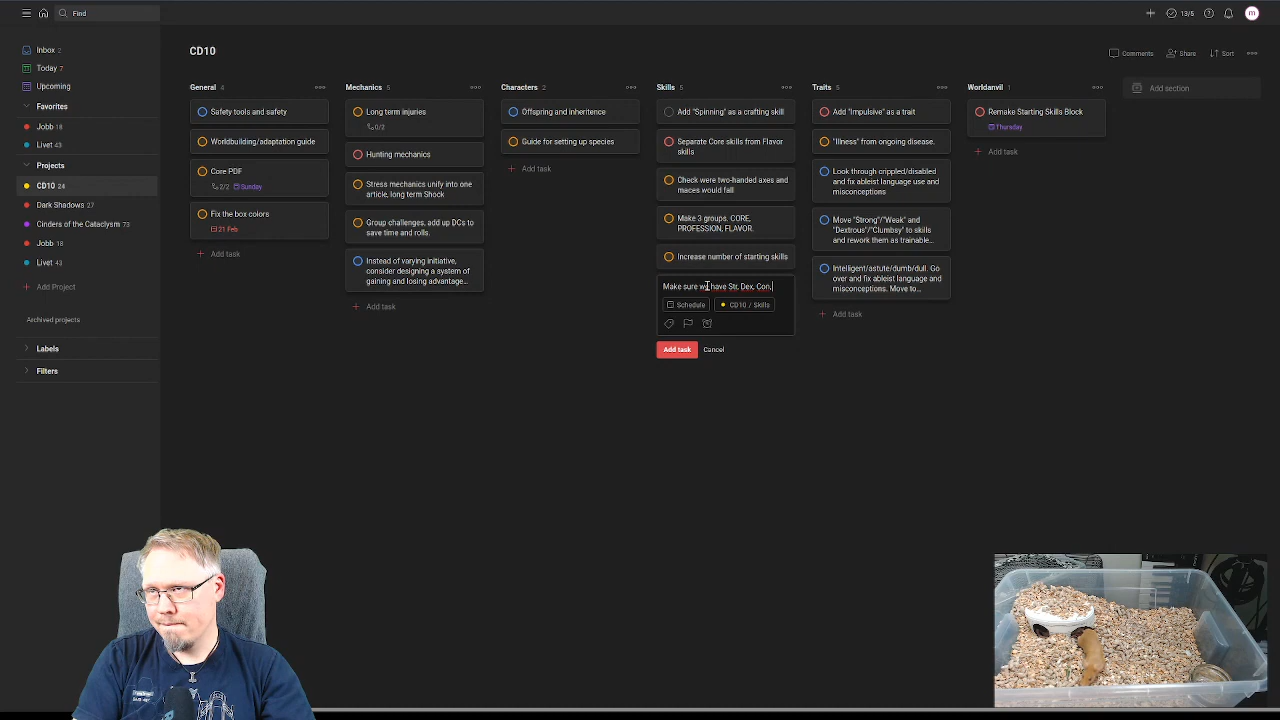 Find
13/5
m
Inbox 2
Today 7
Upcoming
Favorites
Jobb 18
Livet 43
Projects
CD10 24
Dark Shadows 27
Cinders of the Cataclysm 73
Jobb 18
Livet 43
Add Project
Archived projects
Labels
Filters
CD10
Comments
Share
Sort
General 4
Safety tools and safety
Worldbuilding/adaptation guide
Core PDF
2/2 Sunday
Fix the box colors
21 Feb
Add task
Mechanics 5
Long term injuries
0/2
Hunting mechanics
Stress mechanics unify into one
article, long term Shock
Group challenges, add up DCs to
save time and rolls.
Instead of varying initiative,
consider designing a system of
gaining and losing advantage...
Add task
Characters 2
Offspring and inheritence
Guide for setting up species
Add task
Skills 5
Add "Spinning" as a crafting skill
Separate Core skills from Flavor
skills
Check were two-handed axes and
maces would fall
Make 3 groups. CORE,
PROFESSION, FLAVOR.
Increase number of starting skills
Make sure we have Str, Dex, Con,
Schedule
CD10 / Skills
Add task
Cancel
Traits 5
Add "Impulsive" as a trait
"Illness" from ongoing disease.
Look through crippled/disabled
and fix ableist language use and
misconceptions
Move "Strong"/"Weak" and
"Dextrous"/"Clumsy" to skills
and rework them as trainable...
Intelligent/astute/dumb/dull. Go
over and fix ableist language and
misconceptions. Move to...
Add task
Worldanvil 1
Remake Starting Skills Block
Thursday
Add task
Add section